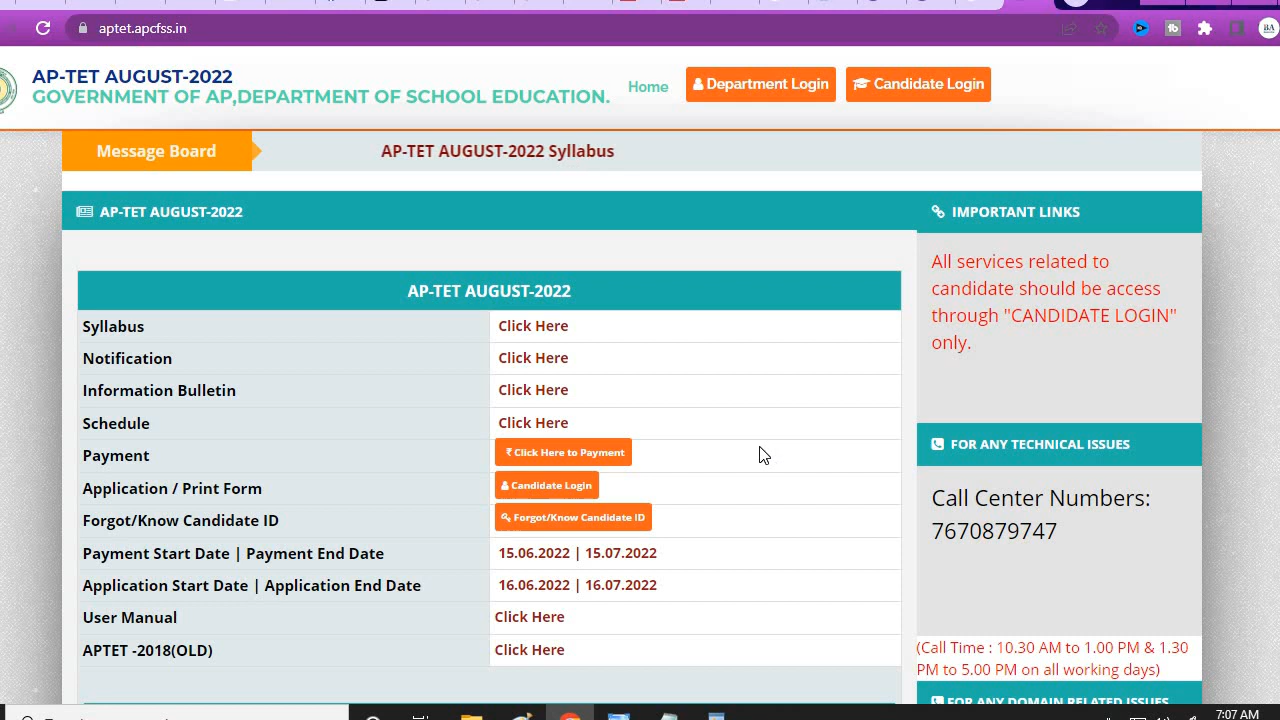 aptet.apcfss.in
AP-TET AUGUST-2022
GOVERNMENT OF AP,DEPARTMENT OF SCHOOL EDUCATION.
Home
Department Login
Candidate Login
Message Board
AP-TET AUGUST-2022 Syllabus
AP-TET AUGUST-2022
AP-TET AUGUST-2022
Syllabus Click Here
Notification Click Here
Information Bulletin Click Here
Schedule Click Here
Payment ₹ Click Here to Payment
Application / Print Form Candidate Login
Forgot/Know Candidate ID Forgot/Know Candidate ID
Payment Start Date | Payment End Date 15.06.2022 | 15.07.2022
Application Start Date | Application End Date 16.06.2022 | 16.07.2022
User Manual Click Here
APTET -2018(OLD) Click Here
IMPORTANT LINKS
All services related to
candidate should be access
through "CANDIDATE LOGIN"
only.
FOR ANY TECHNICAL ISSUES
Call Center Numbers:
7670879747
(Call Time : 10.30 AM to 1.00 PM & 1.30
PM to 5.00 PM on all working days)
FOR ANY DOMAIN RELATED ISSUES
7:07 AM